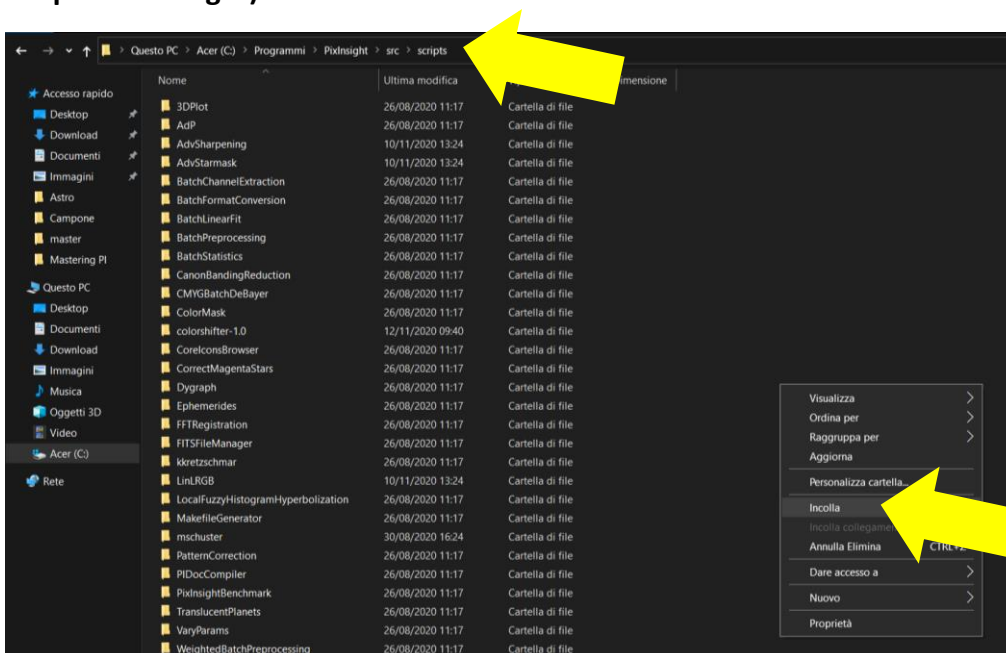 Questo PC > Acer (C:) > Programmi > PixInsight > src > scripts
Nome Ultima modifica
Accesso rapido
Desktop
Download
Documenti
Immagini
Astro
Campone
master
Mastering PI
Questo PC
Desktop
Documenti
Download
Immagini
Musica
Oggetti 3D
Video
Acer (C:)
Rete
3DPlot 26/08/2020 11:17 Cartella di file
AdP 26/08/2020 11:17 Cartella di file
AdvSharpening 10/11/2020 13:24 Cartella di file
AdvStarmask 10/11/2020 13:24 Cartella di file
BatchChannelExtraction 26/08/2020 11:17 Cartella di file
BatchFormatConversion 26/08/2020 11:17 Cartella di file
BatchLinearFit 26/08/2020 11:17 Cartella di file
BatchPreprocessing 26/08/2020 11:17 Cartella di file
BatchStatistics 26/08/2020 11:17 Cartella di file
CanonBandingReduction 26/08/2020 11:17 Cartella di file
CMYGBatchDeBayer 26/08/2020 11:17 Cartella di file
ColorMask 26/08/2020 11:17 Cartella di file
colorshifter-1.0 12/11/2020 09:40 Cartella di file
CoreIconsBrowser 26/08/2020 11:17 Cartella di file
CorrectMagentaStars 26/08/2020 11:17 Cartella di file
Dygraph 26/08/2020 11:17 Cartella di file
Ephemerides 26/08/2020 11:17 Cartella di file
FFTRegistration 26/08/2020 11:17 Cartella di file
FITSFileManager 26/08/2020 11:17 Cartella di file
kkretzschmar 26/08/2020 11:17 Cartella di file
LinLRGB 10/11/2020 13:24 Cartella di file
LocalFuzzyHistogramHyperbolization 26/08/2020 11:17 Cartella di file
MakefileGenerator 26/08/2020 11:17 Cartella di file
mschuster 30/08/2020 16:24 Cartella di file
PatternCorrection 26/08/2020 11:17 Cartella di file
PIDocCompiler 26/08/2020 11:17 Cartella di file
PixInsightBenchmark 26/08/2020 11:17 Cartella di file
TranslucentPlanets 26/08/2020 11:17 Cartella di file
VaryParams 26/08/2020 11:17 Cartella di file
WeightedBatchPreprocessing 26/08/2020 11:17 Cartella di file
Visualizza
Ordina per
Raggruppa per
Aggiorna
Personalizza cartella...
Incolla
Incolla
Annulla Elimina
Dare accesso a
Nuovo
Proprietà